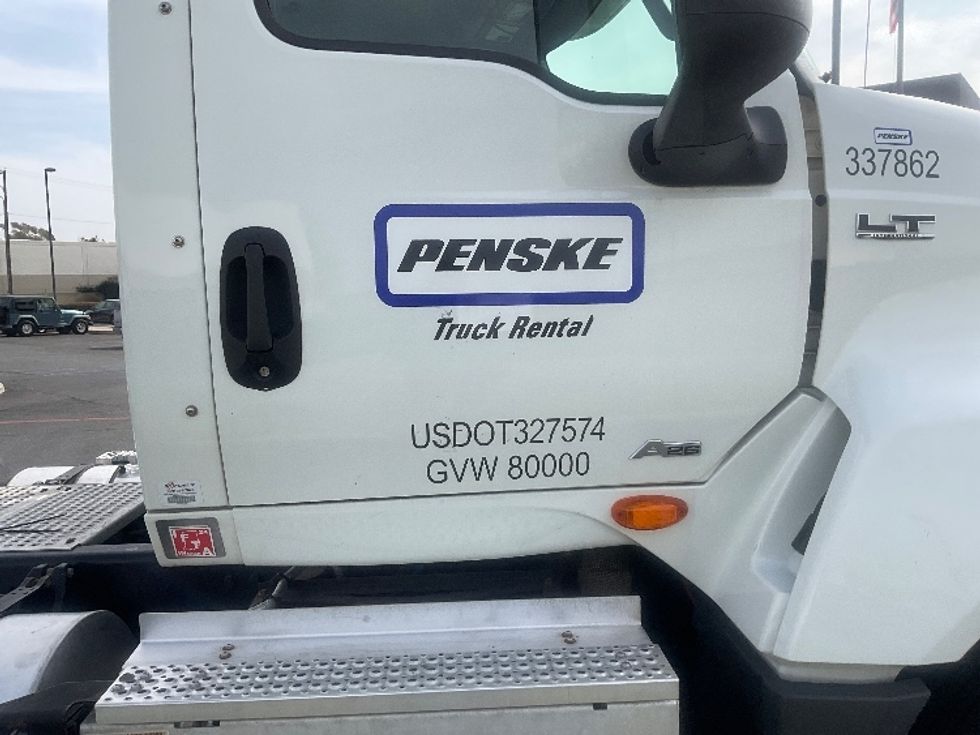 PENSKE
337862
LT
PENSKE
Truck Rental
USDOT327574
GVW 80000
A26